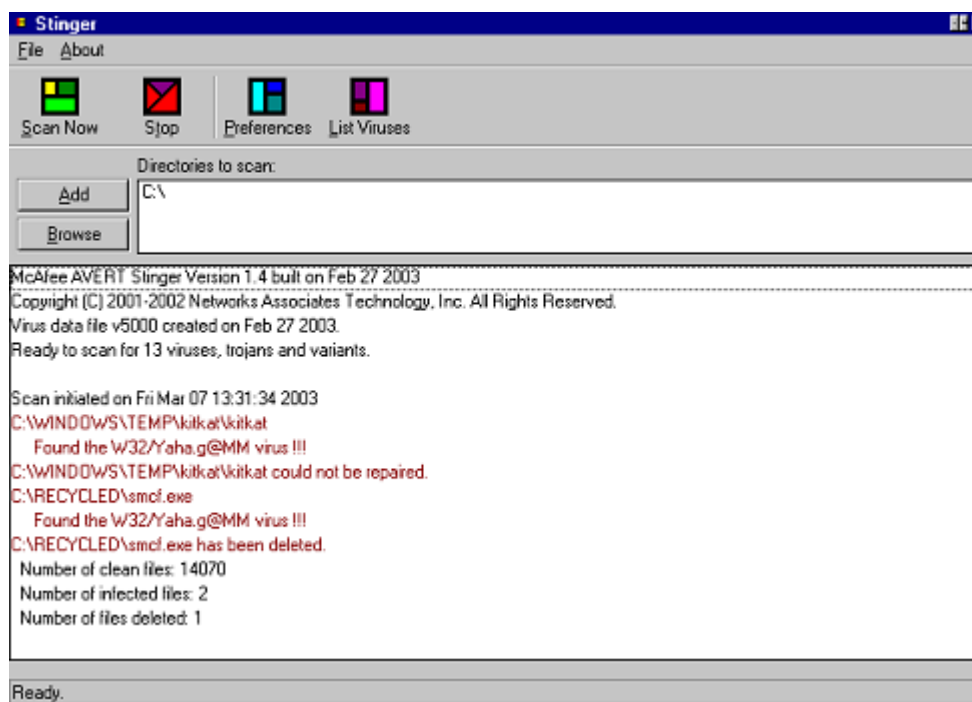 Stinger
File About
Scan Now Stop Preferences List Viruses
Directories to scan:
Add
C:\
Browse
McAfee AVERT Stinger Version 1.4 built on Feb 27 2003
Copyright (C) 2001-2002 Networks Associates Technology, Inc. All Rights Reserved.
Virus data file v5000 created on Feb 27 2003.
Ready to scan for 13 viruses, trojans and variants.
Scan initiated on Fri Mar 07 13:31:34 2003
C:\WINDOWS\TEMP\kitkat\kitkat
Found the W32/Yaha.g@MM virus !!!
C:\WINDOWS\TEMP\kitkat\kitkat could not be repaired.
C:\RECYCLED\smcf.exe
Found the W32/Yaha.g@MM virus !!!
C:\RECYCLED\smcf.exe has been deleted.
Number of clean files: 14070
Number of infected files: 2
Number of files deleted: 1
Ready.